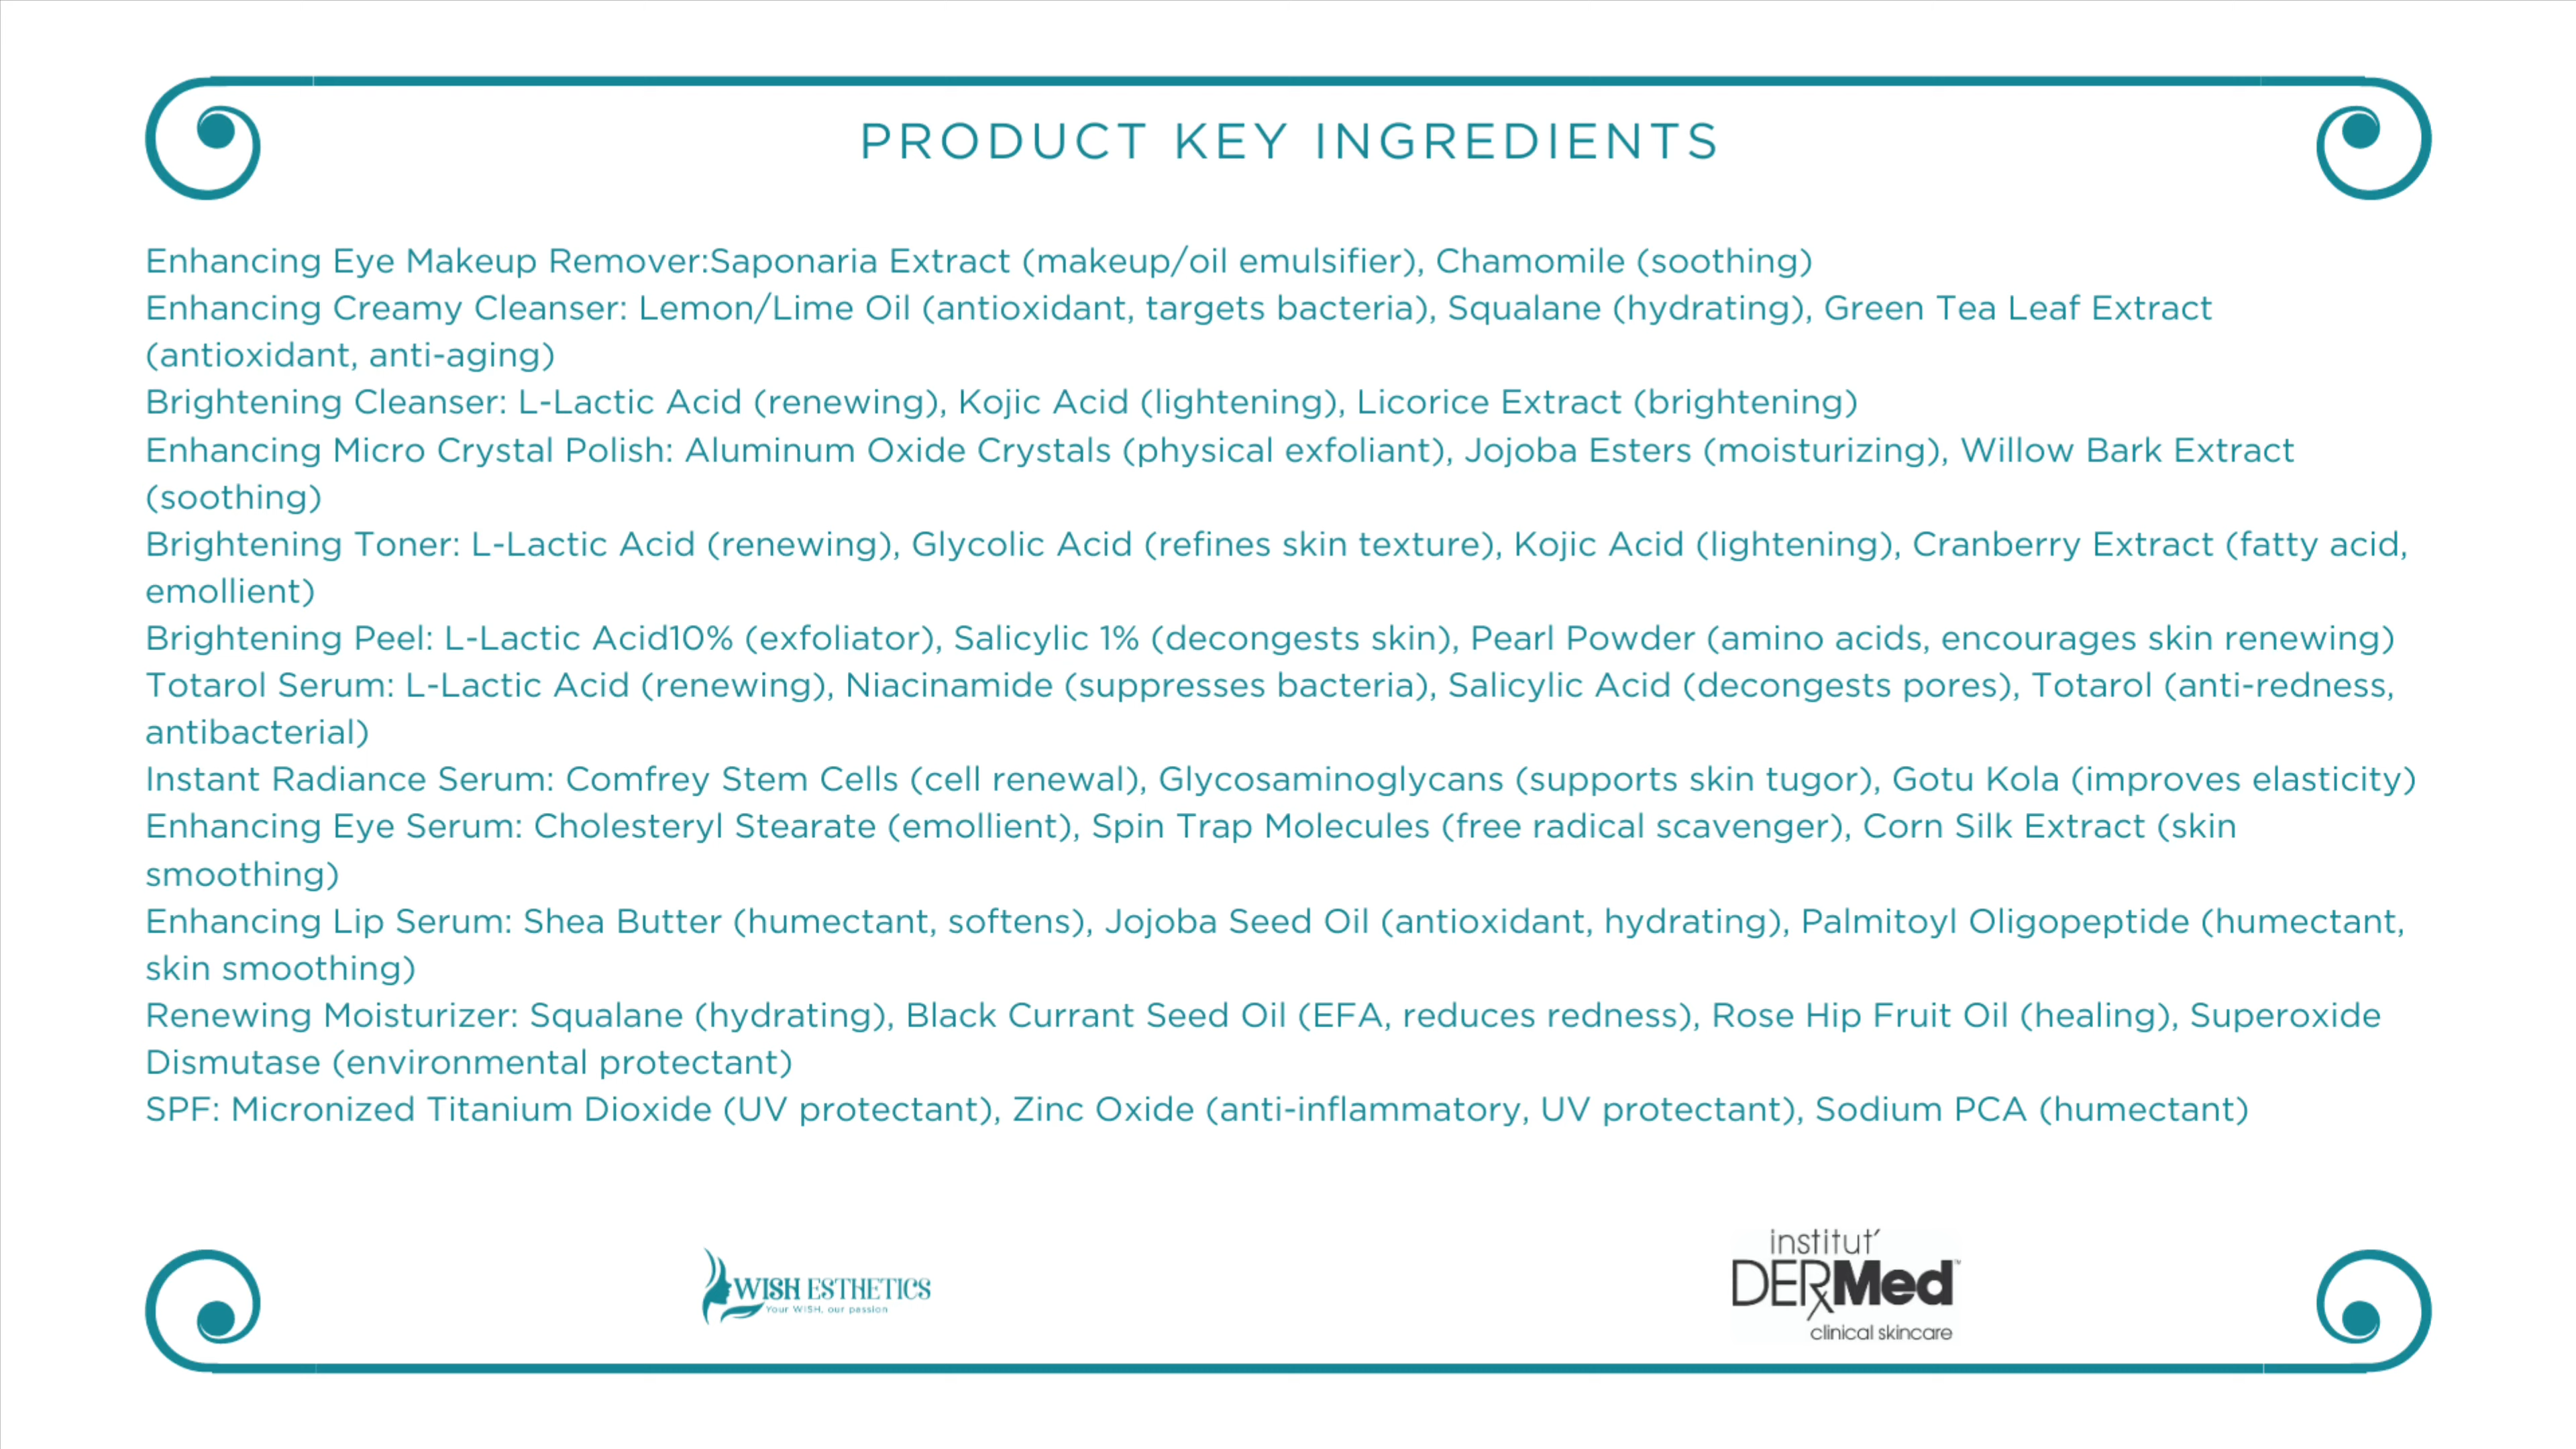 PRODUCT KEY INGREDIENTS
Enhancing Eye Makeup Remover:Saponaria Extract (makeup/oil emulsifier), Chamomile (soothing)
Enhancing Creamy Cleanser: Lemon/Lime Oil (antioxidant, targets bacteria), Squalane (hydrating), Green Tea Leaf Extract
(antioxidant, anti-aging)
Brightening Cleanser: L-Lactic Acid (renewing), Kojic Acid (lightening), Licorice Extract (brightening)
Enhancing Micro Crystal Polish: Aluminum Oxide Crystals (physical exfoliant), Jojoba Esters (moisturizing), Willow Bark Extract
(soothing)
Brightening Toner: L-Lactic Acid (renewing), Glycolic Acid (refines skin texture), Kojic Acid (lightening), Cranberry Extract (fatty acid,
emollient)
Brightening Peel: L-Lactic Acid10% (exfoliator), Salicylic 1% (decongests skin), Pearl Powder (amino acids, encourages skin renewing)
Totarol Serum: L-Lactic Acid (renewing), Niacinamide (suppresses bacteria), Salicylic Acid (decongests pores), Totarol (anti-redness,
antibacterial)
Instant Radiance Serum: Comfrey Stem Cells (cell renewal), Glycosaminoglycans (supports skin tugor), Gotu Kola (improves elasticity)
Enhancing Eye Serum: Cholesteryl Stearate (emollient), Spin Trap Molecules (free radical scavenger), Corn Silk Extract (skin
smoothing)
Enhancing Lip Serum: Shea Butter (humectant, softens), Jojoba Seed Oil (antioxidant, hydrating), Palmitoyl Oligopeptide (humectant,
skin smoothing)
Renewing Moisturizer: Squalane (hydrating), Black Currant Seed Oil (EFA, reduces redness), Rose Hip Fruit Oil (healing), Superoxide
Dismutase (environmental protectant)
SPF: Micronized Titanium Dioxide (UV protectant), Zinc Oxide (anti-inflammatory, UV protectant), Sodium PCA (humectant)
WISH ESTHETICS
Your WISH, our passion
institut'
DERMed™
clinical skincare